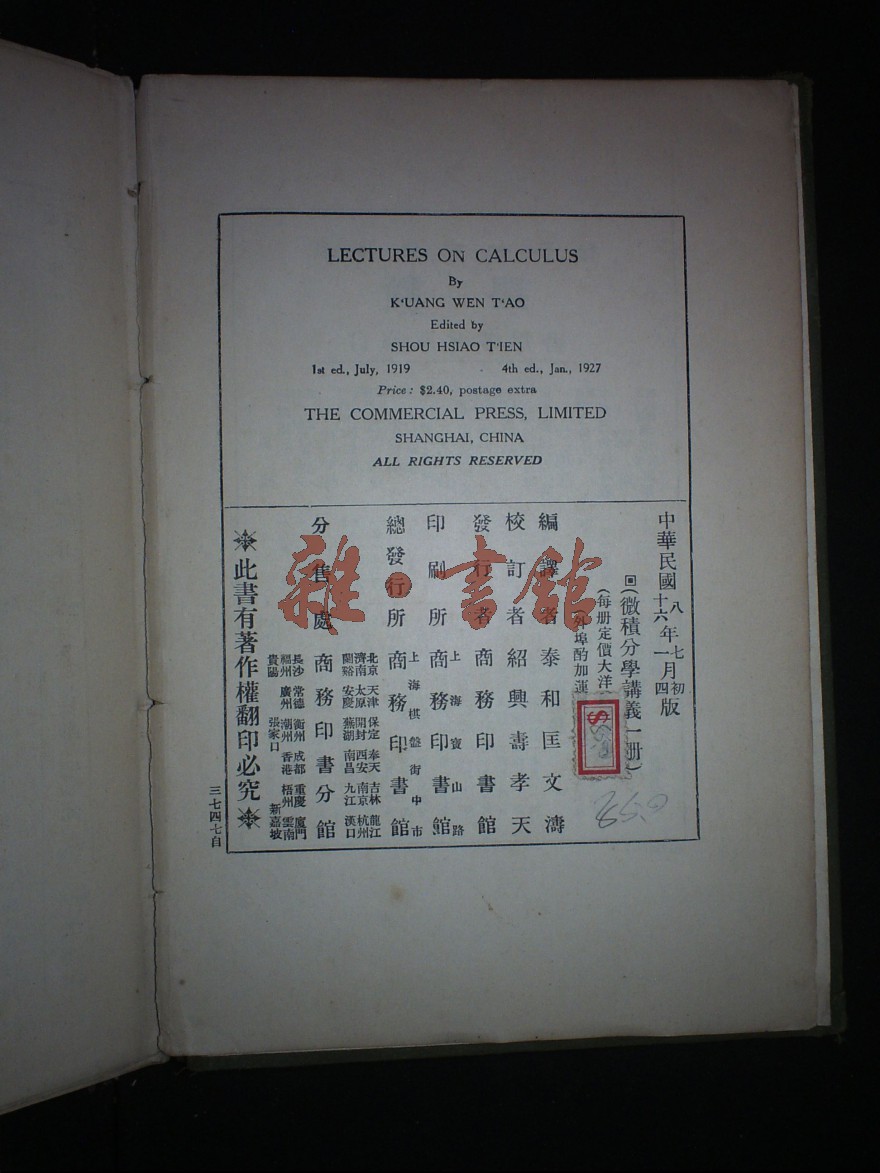 LECTURES ON CALCULUS
By
K‘UANG WEN T‘AO
Edited by
SHOU HSIAO T‘IEN
1st ed., July, 1919 4th ed., Jan., 1927
Price: $2.40, postage extra
THE COMMERCIAL PRESS, LIMITED
SHANGHAI, CHINA
ALL RIGHTS RESERVED
中華民國
八年七月初版
十六年一月四版
(微積分學講義一册)
(每册定價大洋
(外埠酌加運
編譯者 泰和匡文濤
校訂者 紹興壽孝天
發行者 商務印書館
印刷所 上海寶山路 商務印書館
總發行所 上海棋盤街中市 商務印書館
分售處 商務印書分館
北京 天津 保定 奉天 吉林 龍江
濟南 太原 開封 西安 南京 杭州
蘭谿 安慶 蕪湖 南昌 九江 漢口
長沙 常德 衡州 成都 重慶 廈門
福州 廣州 潮州 香港 梧州 雲南
貴陽 張家口 新嘉坡
此書有著作權翻印必究
三七四七自
雜·書館